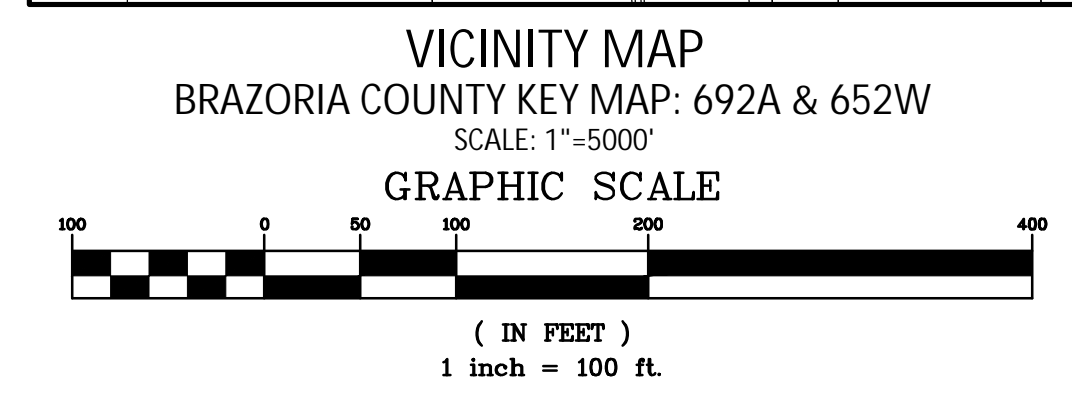 VICINITY MAP
BRAZORIA COUNTY KEY MAP: 692A & 652W
SCALE: 1"=5000'
GRAPHIC SCALE
100 0 50 100 200 400
( IN FEET )
1 inch = 100 ft.